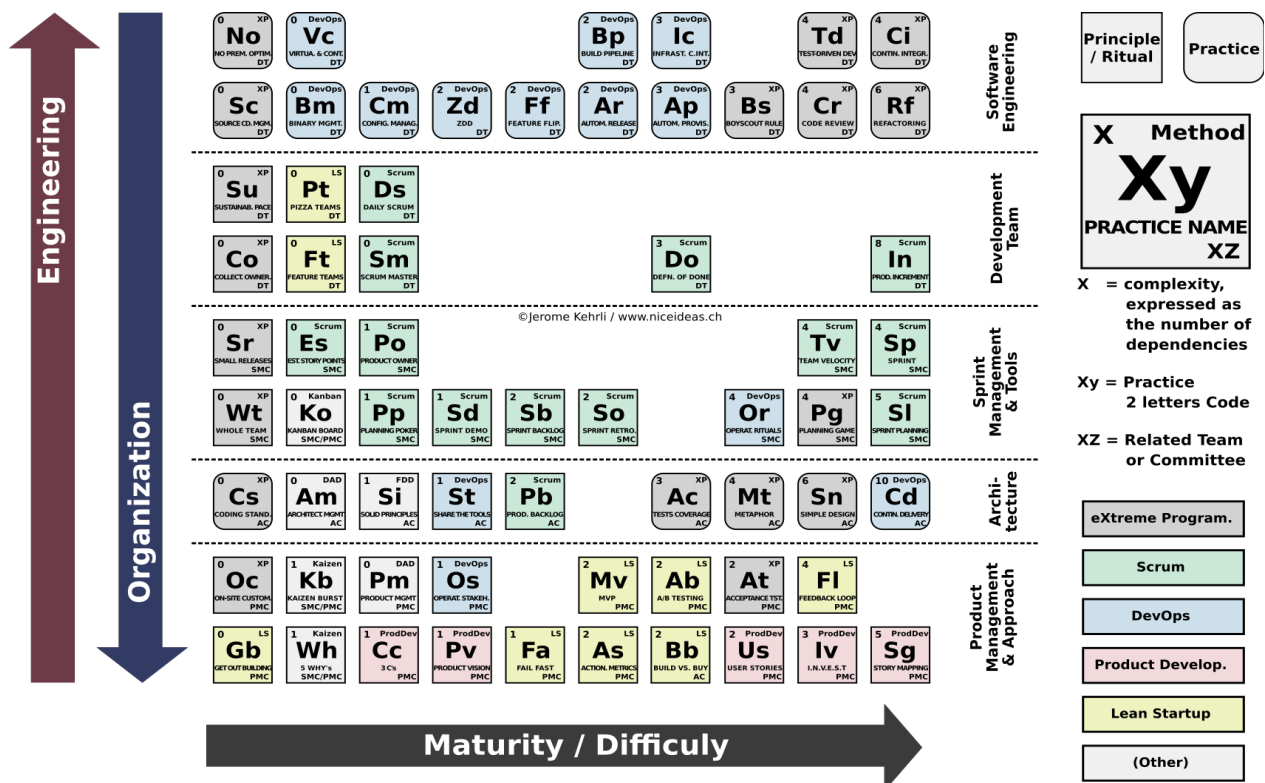 Engineering
Organization
0 XP
No
NO PREM. OPTIM.
DT
0 DevOps
Vc
VIRTUA. & CONT.
DT
2 DevOps
Bp
BUILD PIPELINE
DT
3 DevOps
Ic
INFRAST. C.INT.
DT
4 XP
Td
TEST-DRIVEN DEV
DT
4 XP
Ci
CONTIN. INTEGR.
DT
0 XP
Sc
SOURCE CD. MGM.
DT
0 DevOps
Bm
BINARY MGMT.
DT
1 DevOps
Cm
CONFIG. MANAG.
DT
2 DevOps
Zd
ZDD
DT
2 DevOps
Ff
FEATURE FLIP.
DT
2 DevOps
Ar
AUTOM. RELEASE
DT
3 DevOps
Ap
AUTOM. PROVIS.
DT
3 XP
Bs
BOYSCOUT RULE
DT
4 XP
Cr
CODE REVIEW
DT
6 XP
Rf
REFACTORING
DT
Software
Engineering
0 XP
Su
SUSTAINAB. PACE
DT
0 LS
Pt
PIZZA TEAMS
DT
0 Scrum
Ds
DAILY SCRUM
DT
0 XP
Co
COLLECT. OWNER.
DT
0 LS
Ft
FEATURE TEAMS
DT
0 Scrum
Sm
SCRUM MASTER
DT
3 Scrum
Do
DEFN. OF DONE
DT
8 Scrum
In
PROD. INCREMENT
DT
Development
Team
©Jerome Kehrli / www.niceideas.ch
0 XP
Sr
SMALL RELEASES
SMC
0 Scrum
Es
EST. STORY POINTS
SMC
1 Scrum
Po
PRODUCT OWNER
SMC
4 Scrum
Tv
TEAM VELOCITY
SMC
4 Scrum
Sp
SPRINT
SMC
0 XP
Wt
WHOLE TEAM
SMC
0 Kanban
Ko
KANBAN BOARD
SMC/PMC
1 Scrum
Pp
PLANNING POKER
SMC
1 Scrum
Sd
SPRINT DEMO
SMC
2 Scrum
Sb
SPRINT BACKLOG
SMC
2 Scrum
So
SPRINT RETRO.
SMC
4 DevOps
Or
OPERAT. RITUALS
SMC
4 XP
Pg
PLANNING GAME
SMC
5 Scrum
Sl
SPRINT PLANNING
SMC
Sprint
Management
& Tools
0 XP
Cs
CODING STAND.
AC
0 DAD
Am
ARCHITECT. MGMT
AC
1 FDD
Si
SOLID PRINCIPLES
AC
1 DevOps
St
SHARE THE TOOLS
AC
2 Scrum
Pb
PROD. BACKLOG
AC
3 XP
Ac
TESTS COVERAGE
AC
4 XP
Mt
METAPHOR
AC
6 XP
Sn
SIMPLE DESIGN
AC
10 DevOps
Cd
CONTIN. DELIVERY
AC
Archi-
tecture
0 XP
Oc
ON-SITE CUSTOM.
PMC
1 Kaizen
Kb
KAIZEN BURST
SMC/PMC
0 DAD
Pm
PRODUCT MGMT
PMC
1 DevOps
Os
OPERAT. STAKEH.
PMC
2 LS
Mv
MVP
PMC
2 LS
Ab
A/B TESTING
PMC
2 XP
At
ACCEPTANCE TST.
PMC
4 LS
Fl
FEEDBACK LOOP
PMC
0 LS
Gb
GET OUT BUILDING
PMC
1 Kaizen
Wh
5 WHY's
SMC/PMC
1 ProdDev
Cc
3 C's
PMC
1 ProdDev
Pv
PRODUCT VISION
PMC
1 LS
Fa
FAIL FAST
PMC
2 LS
As
ACTION. METRICS
PMC
2 LS
Bb
BUILD VS. BUY
AC
2 ProdDev
Us
USER STORIES
PMC
3 ProdDev
Iv
I.N.V.E.S.T
PMC
5 ProdDev
Sg
STORY MAPPING
PMC
Product
Management
& Approach
Maturity / Difficuly
Principle
/ Ritual
Practice
X Method
Xy
PRACTICE NAME
XZ
X = complexity,
expressed as
the number of
dependencies
Xy = Practice
2 letters Code
XZ = Related Team
or Committee
eXtreme Program.
Scrum
DevOps
Product Develop.
Lean Startup
(Other)